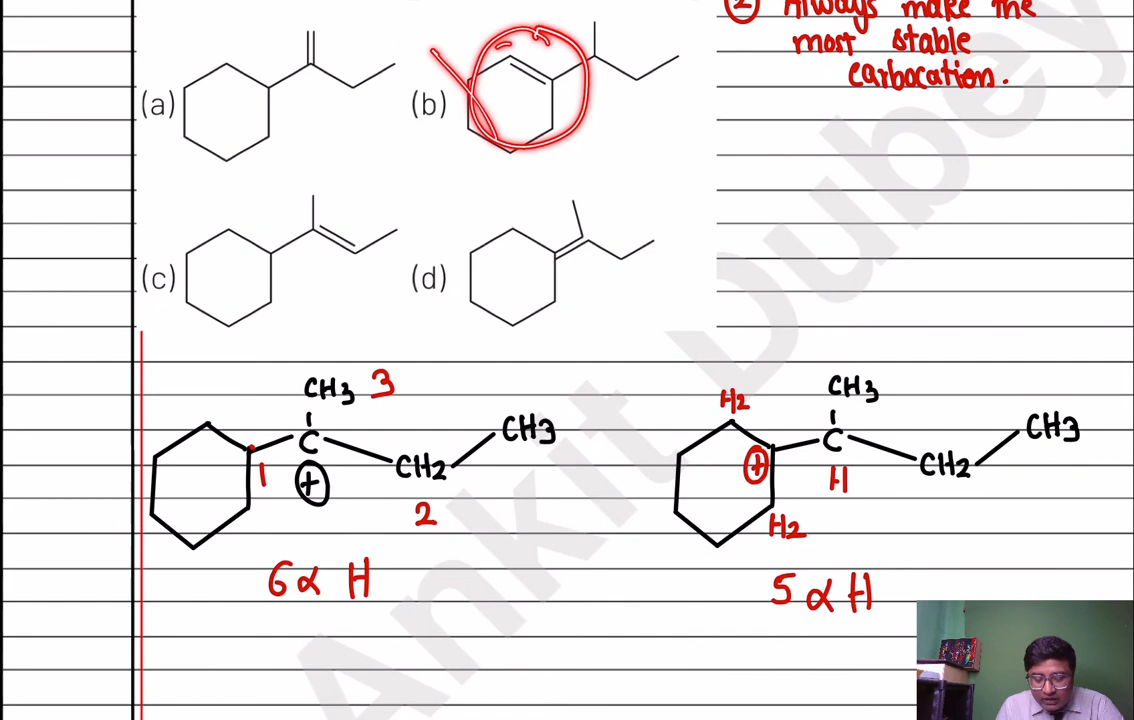 ② Always make the
most stable
carbocation.
(a)
(b)
(c)
(d)
CH3 3
C
CH3
1
+
CH2
2
6α H
H2
CH3
C
CH3
+
H
CH2
H2
5 α H
Ankit Dubey